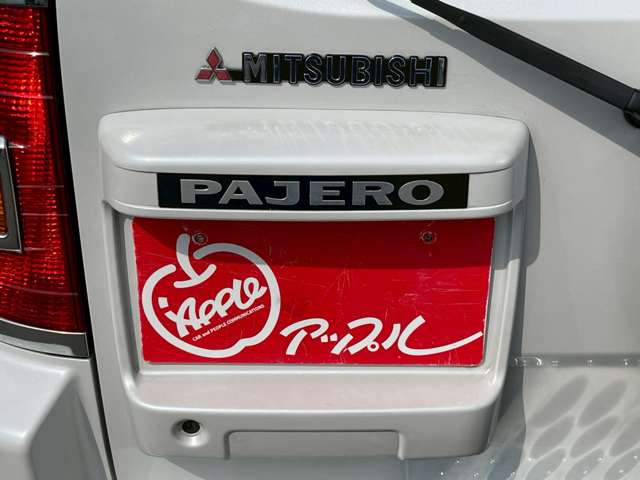 MITSUBISHI
PAJERO
APPLE
CAR and PEOPLE COMMUNICATIONS
アップル